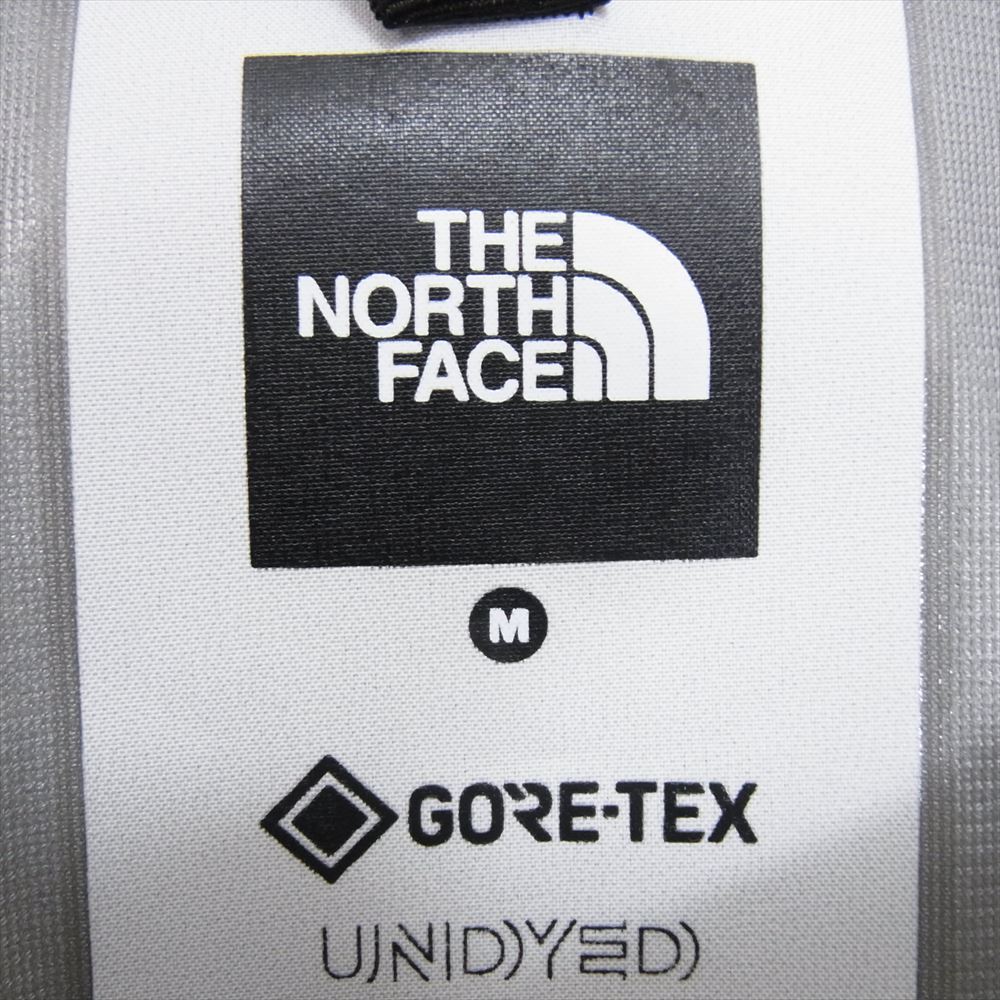 THE
NORTH
FACE
M
GORE-TEX
UNDYED